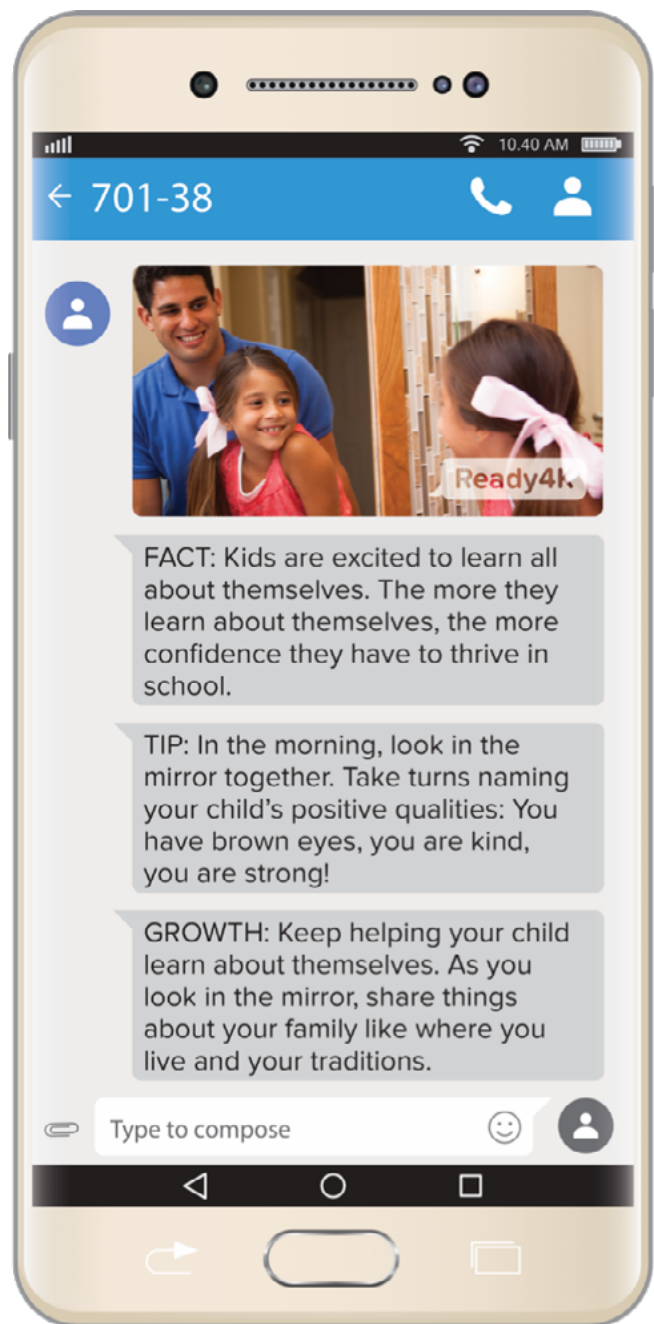 10.40 AM
701-38
Ready4K
FACT: Kids are excited to learn all
about themselves. The more they
learn about themselves, the more
confidence they have to thrive in
school.
TIP: In the morning, look in the
mirror together. Take turns naming
your child’s positive qualities: You
have brown eyes, you are kind,
you are strong!
GROWTH: Keep helping your child
learn about themselves. As you
look in the mirror, share things
about your family like where you
live and your traditions.
Type to compose